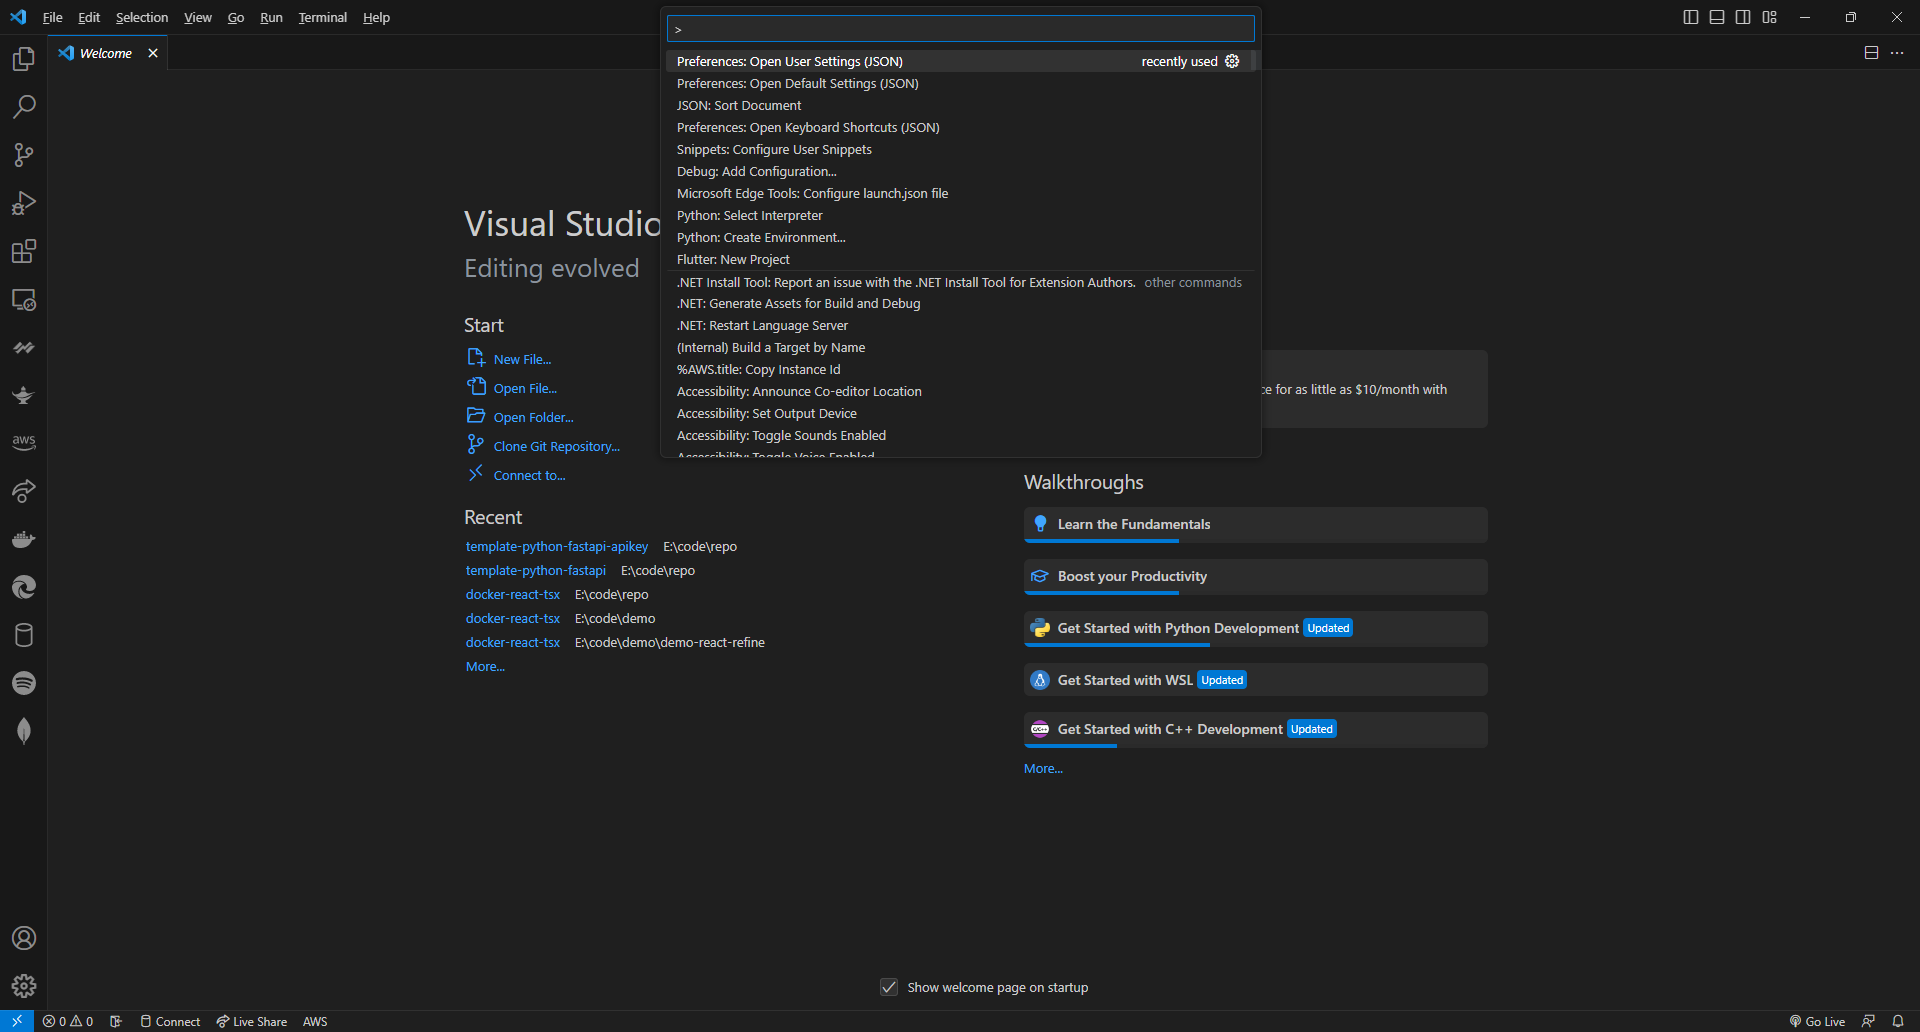 File Edit Selection View Go Run Terminal Help
>
Welcome
Preferences: Open User Settings (JSON) recently used
Preferences: Open Default Settings (JSON)
JSON: Sort Document
Preferences: Open Keyboard Shortcuts (JSON)
Snippets: Configure User Snippets
Debug: Add Configuration...
Microsoft Edge Tools: Configure launch.json file
Python: Select Interpreter
Python: Create Environment...
Flutter: New Project
.NET Install Tool: Report an issue with the .NET Install Tool for Extension Authors. other commands
.NET: Generate Assets for Build and Debug
.NET: Restart Language Server
(Internal) Build a Target by Name
%AWS.title: Copy Instance Id
Accessibility: Announce Co-editor Location
Accessibility: Set Output Device
Accessibility: Toggle Sounds Enabled
Accessibility: Toggle Voice Enabled
Visual Studio
Editing evolved
Start
New File...
Open File...
Open Folder...
Clone Git Repository...
Connect to...
Recent
template-python-fastapi-apikey E:\code\repo
template-python-fastapi E:\code\repo
docker-react-tsx E:\code\repo
docker-react-tsx E:\code\demo
docker-react-tsx E:\code\demo\demo-react-refine
More...
aws
for as little as $10/month with
Walkthroughs
Learn the Fundamentals
Boost your Productivity
Get Started with Python Development Updated
Get Started with WSL Updated
C/C++ Get Started with C++ Development Updated
More...
Show welcome page on startup
0 0 Connect Live Share AWS Go Live